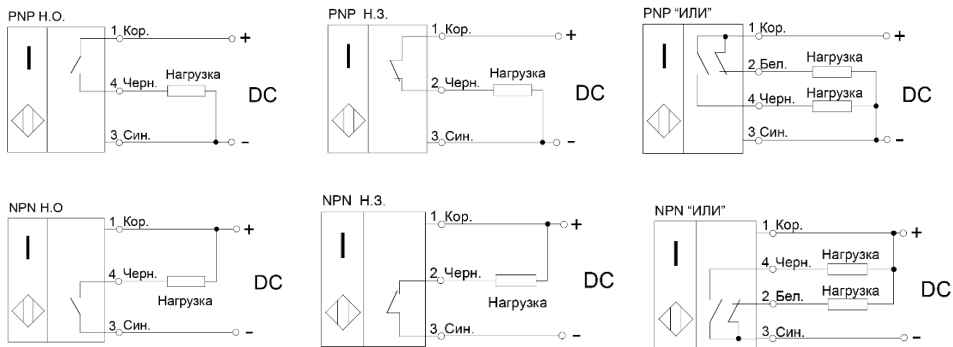 PNP Н.О.
1 Кор.
+
4 Черн.
Нагрузка
DC
3 Син.
-
PNP Н.З.
1 Кор.
+
2 Черн.
Нагрузка
DC
3 Син.
-
PNP “ИЛИ”
1 Кор.
+
2 Бел.
Нагрузка
4 Черн.
Нагрузка
DC
3 Син.
-
NPN Н.О
1 Кор.
+
4 Черн.
Нагрузка
DC
3 Син.
-
NPN Н.З.
1 Кор.
+
2 Черн.
Нагрузка
DC
3 Син.
-
NPN “ИЛИ”
1 Кор.
+
4 Черн.
Нагрузка
2 Бел.
Нагрузка
DC
3 Син.
-